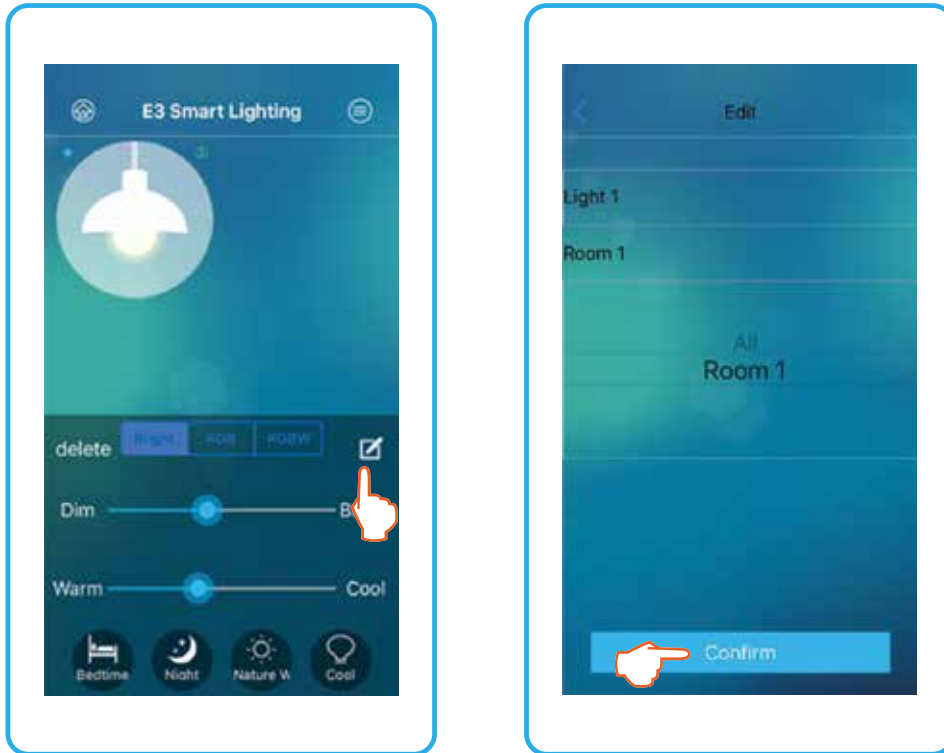 E3 Smart Lighting
delete Bright RGB RGBW
Dim B
Warm Cool
Bedtime Night Nature W Cool
Edit
Light 1
Room 1
All
Room 1
Confirm